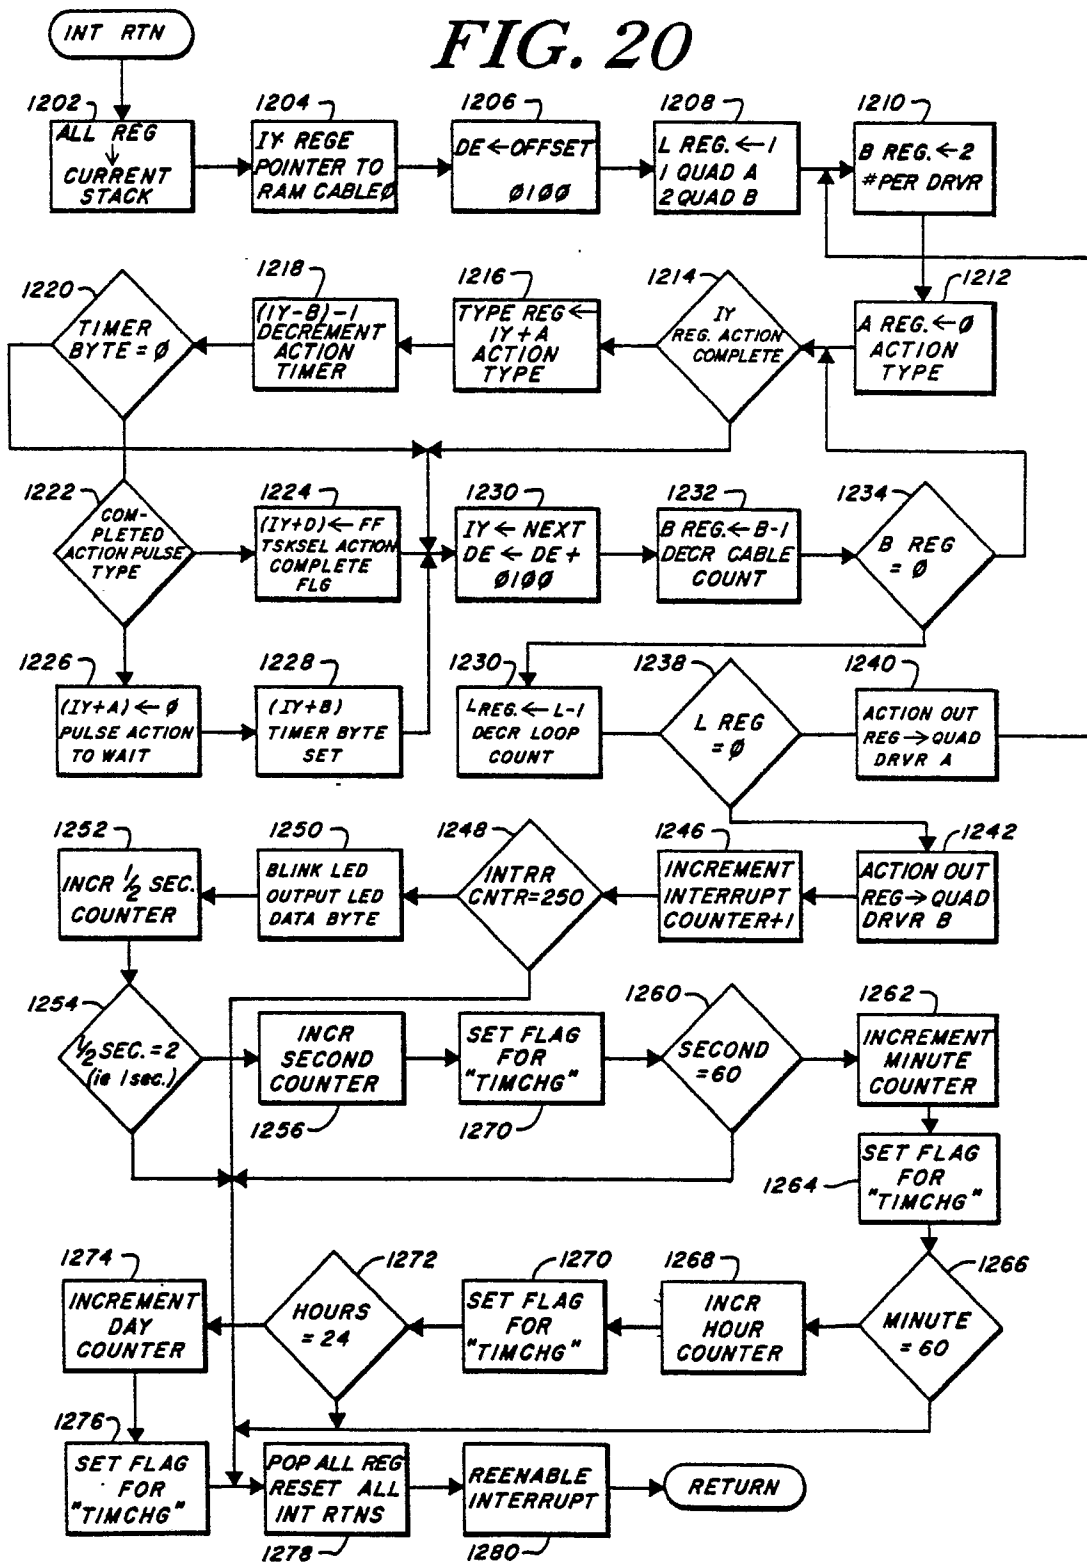 FIG. 20
INT RTN
1202
ALL REG
↓
CURRENT
STACK
1204
IY REGE
POINTER TO
RAM CABLEØ
1206
DE←OFFSET
Ø1ØØ
1208
L REG.←1
1 QUAD A
2 QUAD B
1210
B REG.←2
#PER DRVR
1220
TIMER
BYTE=Ø
1218
(IY-B)-1
DECREMENT
ACTION
TIMER
1216
TYPE REG←
IY+A
ACTION
TYPE
1214
IY
REG. ACTION
COMPLETE
1212
A REG.←Ø
ACTION
TYPE
1222
COM-
PLETED
ACTION PULSE
TYPE
1224
(IY+D)←FF
TSKSEL ACTION
COMPLETE
FLG
1230
IY←NEXT
DE←DE+
Ø1ØØ
1232
B REG.←B-1
DECR CABLE
COUNT
1234
B REG
=Ø
1226
(IY+A)←Ø
PULSE ACTION
TO WAIT
1228
(IY+B)
TIMER BYTE
SET
1230
L REG.←L-1
DECR LOOP
COUNT
1238
L REG
=Ø
1240
ACTION OUT
REG→QUAD
DRVR A
1252
INCR 1/2 SEC.
COUNTER
1250
BLINK LED
OUTPUT LED
DATA BYTE
1248
INTRR
CNTR=250
1246
INCREMENT
INTERRUPT
COUNTER+1
1242
ACTION OUT
REG→QUAD
DRVR B
1254
1/2 SEC.=2
(ie 1 sec.)
INCR
SECOND
COUNTER
1256
SET FLAG
FOR
"TIMCHG"
1270
1260
SECOND
=60
1262
INCREMENT
MINUTE
COUNTER
1264
SET FLAG
FOR
"TIMCHG"
1274
INCREMENT
DAY
COUNTER
1272
HOURS
=24
1270
SET FLAG
FOR
"TIMCHG"
1268
INCR
HOUR
COUNTER
1266
MINUTE
=60
1276
SET FLAG
FOR
"TIMCHG"
POP ALL REG
RESET ALL
INT RTNS
1278
REENABLE
INTERRUPT
1280
RETURN